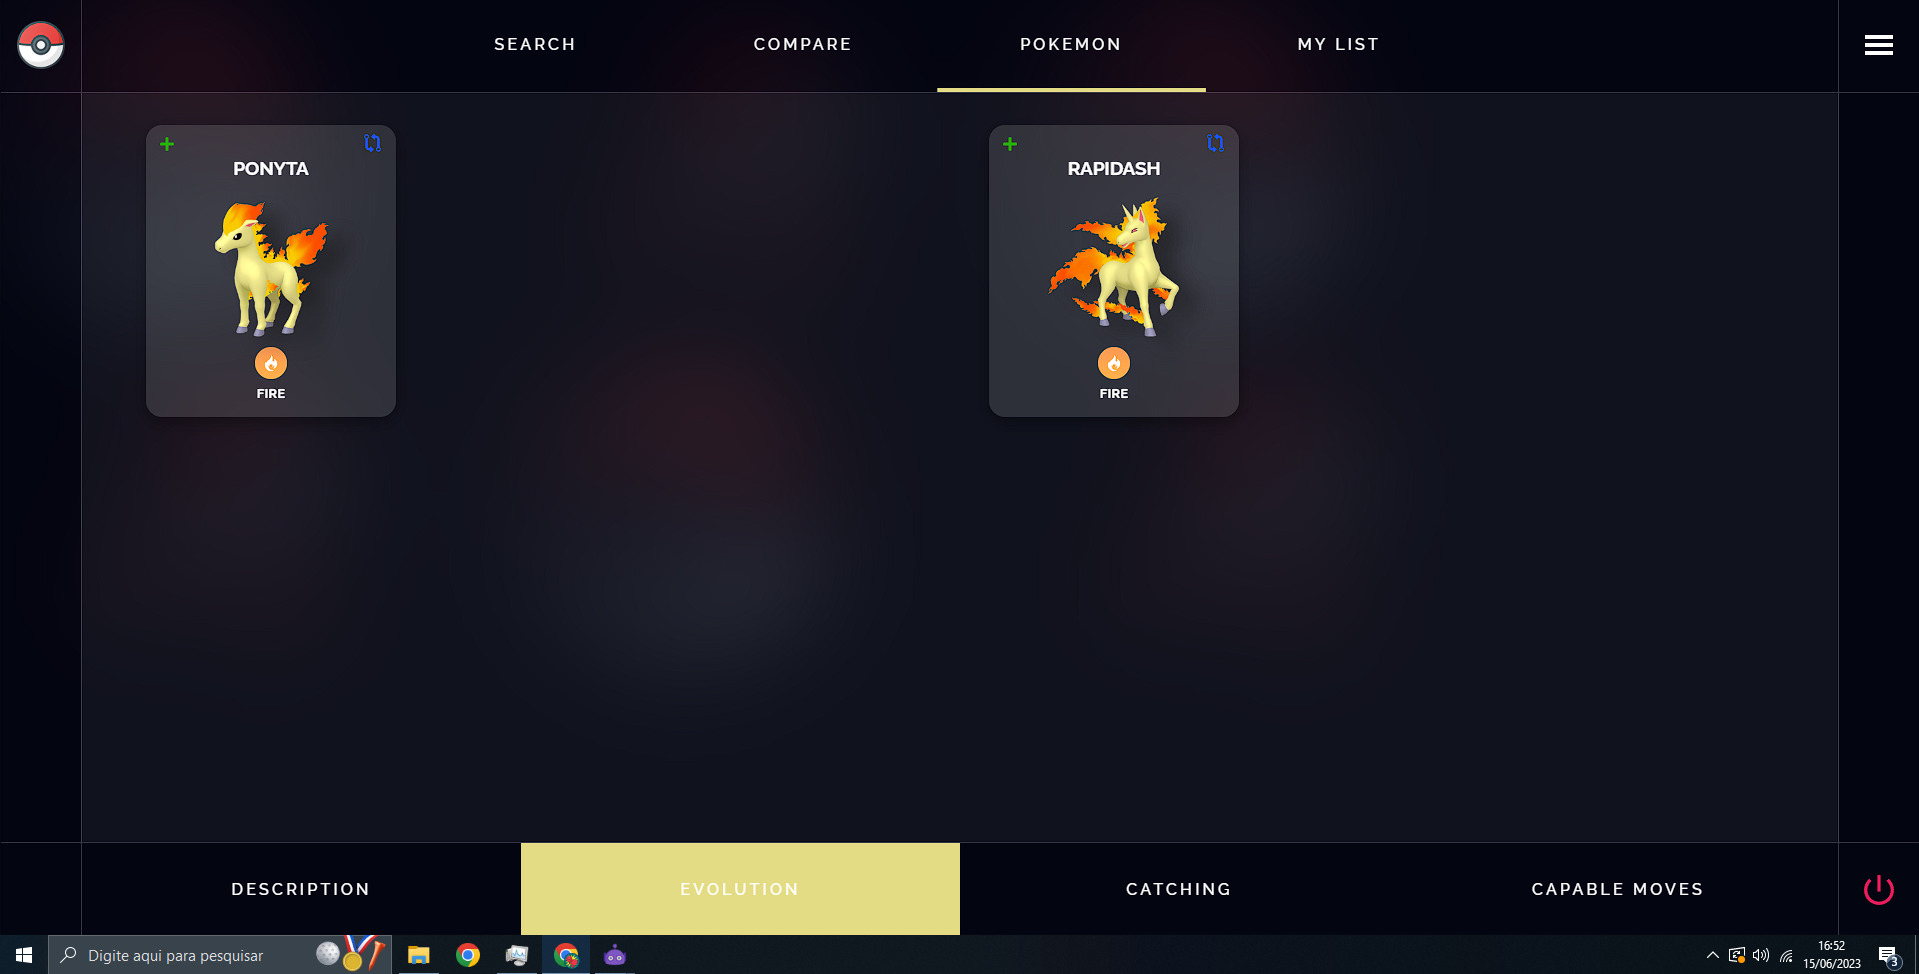 SEARCH
COMPARE
POKEMON
MY LIST
PONYTA
FIRE
RAPIDASH
FIRE
DESCRIPTION
EVOLUTION
CATCHING
CAPABLE MOVES
Digite aqui para pesquisar
16:52
15/06/2023
3